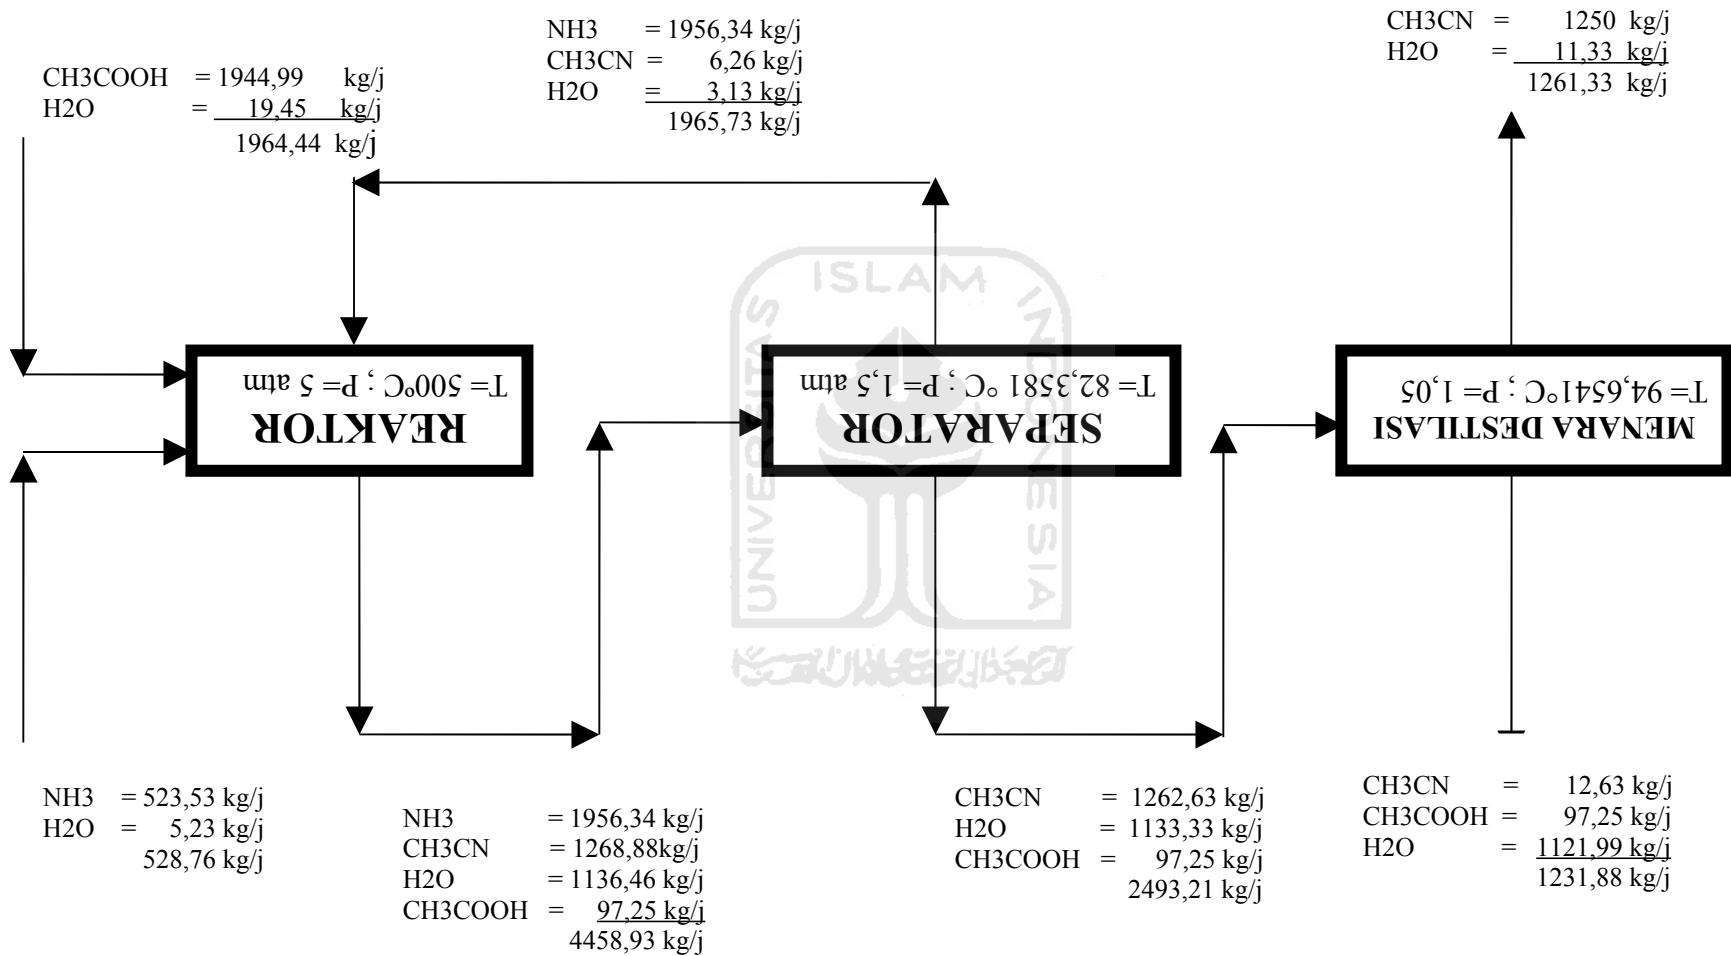 CH3COOH = 1944,99 kg/j
H2O = 19,45 kg/j
1964,44 kg/j
NH3 = 1956,34 kg/j
CH3CN = 6,26 kg/j
H2O = 3,13 kg/j
1965,73 kg/j
CH3CN = 1250 kg/j
H2O = 11,33 kg/j
1261,33 kg/j
REAKTOR
T= 500°C ; P= 5 atm
SEPARATOR
T= 82,3581 °C ; P= 1,5 atm
MENARA DESTILASI
T= 94,6541°C ; P= 1,05
UNIVERSITAS ISLAM INDONESIA
NH3 = 523,53 kg/j
H2O = 5,23 kg/j
528,76 kg/j
NH3 = 1956,34 kg/j
CH3CN = 1268,88kg/j
H2O = 1136,46 kg/j
CH3COOH = 97,25 kg/j
4458,93 kg/j
CH3CN = 1262,63 kg/j
H2O = 1133,33 kg/j
CH3COOH = 97,25 kg/j
2493,21 kg/j
CH3CN = 12,63 kg/j
CH3COOH = 97,25 kg/j
H2O = 1121,99 kg/j
1231,88 kg/j